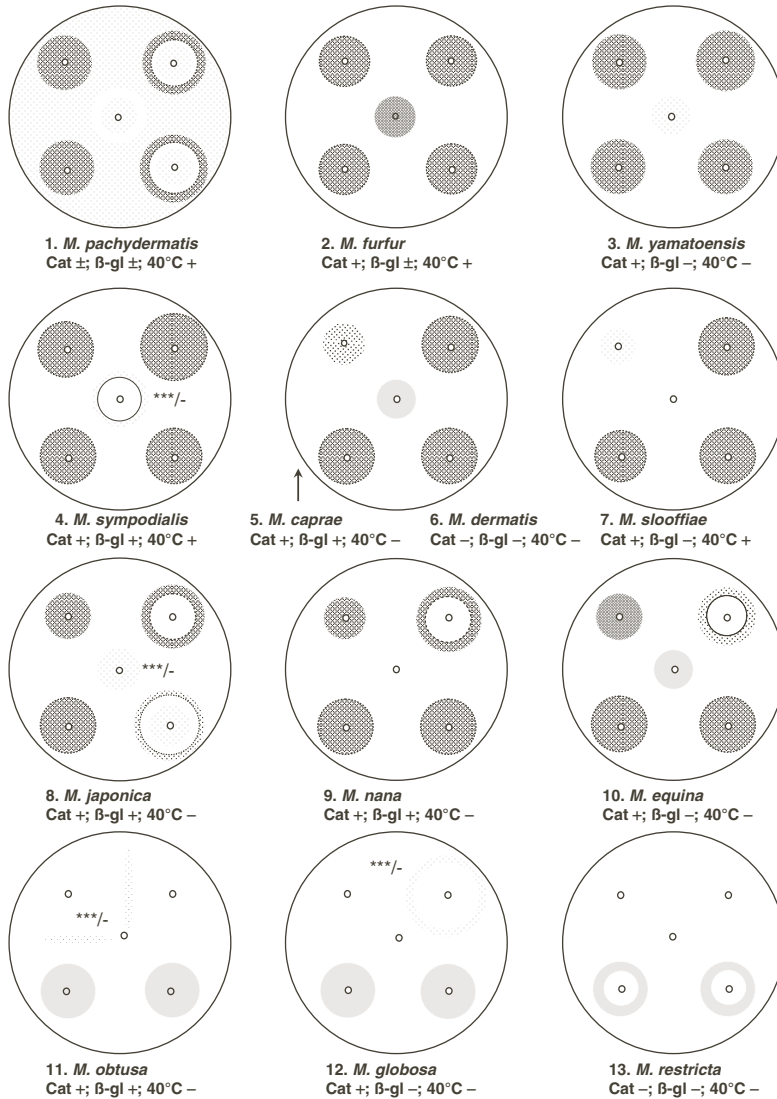 1. M. pachydermatis
Cat ±; ß-gl ±; 40°C +
2. M. furfur
Cat +; ß-gl ±; 40°C +
3. M. yamatoensis
Cat +; ß-gl –; 40°C –
***/-
4. M. sympodialis
Cat +; ß-gl +; 40°C +
5. M. caprae
Cat +; ß-gl +; 40°C –
6. M. dermatis
Cat –; ß-gl –; 40°C –
7. M. slooffiae
Cat +; ß-gl –; 40°C +
***/-
8. M. japonica
Cat +; ß-gl +; 40°C –
9. M. nana
Cat +; ß-gl +; 40°C –
10. M. equina
Cat +; ß-gl –; 40°C –
***/-
11. M. obtusa
Cat +; ß-gl +; 40°C –
***/-
12. M. globosa
Cat +; ß-gl –; 40°C –
13. M. restricta
Cat –; ß-gl –; 40°C –